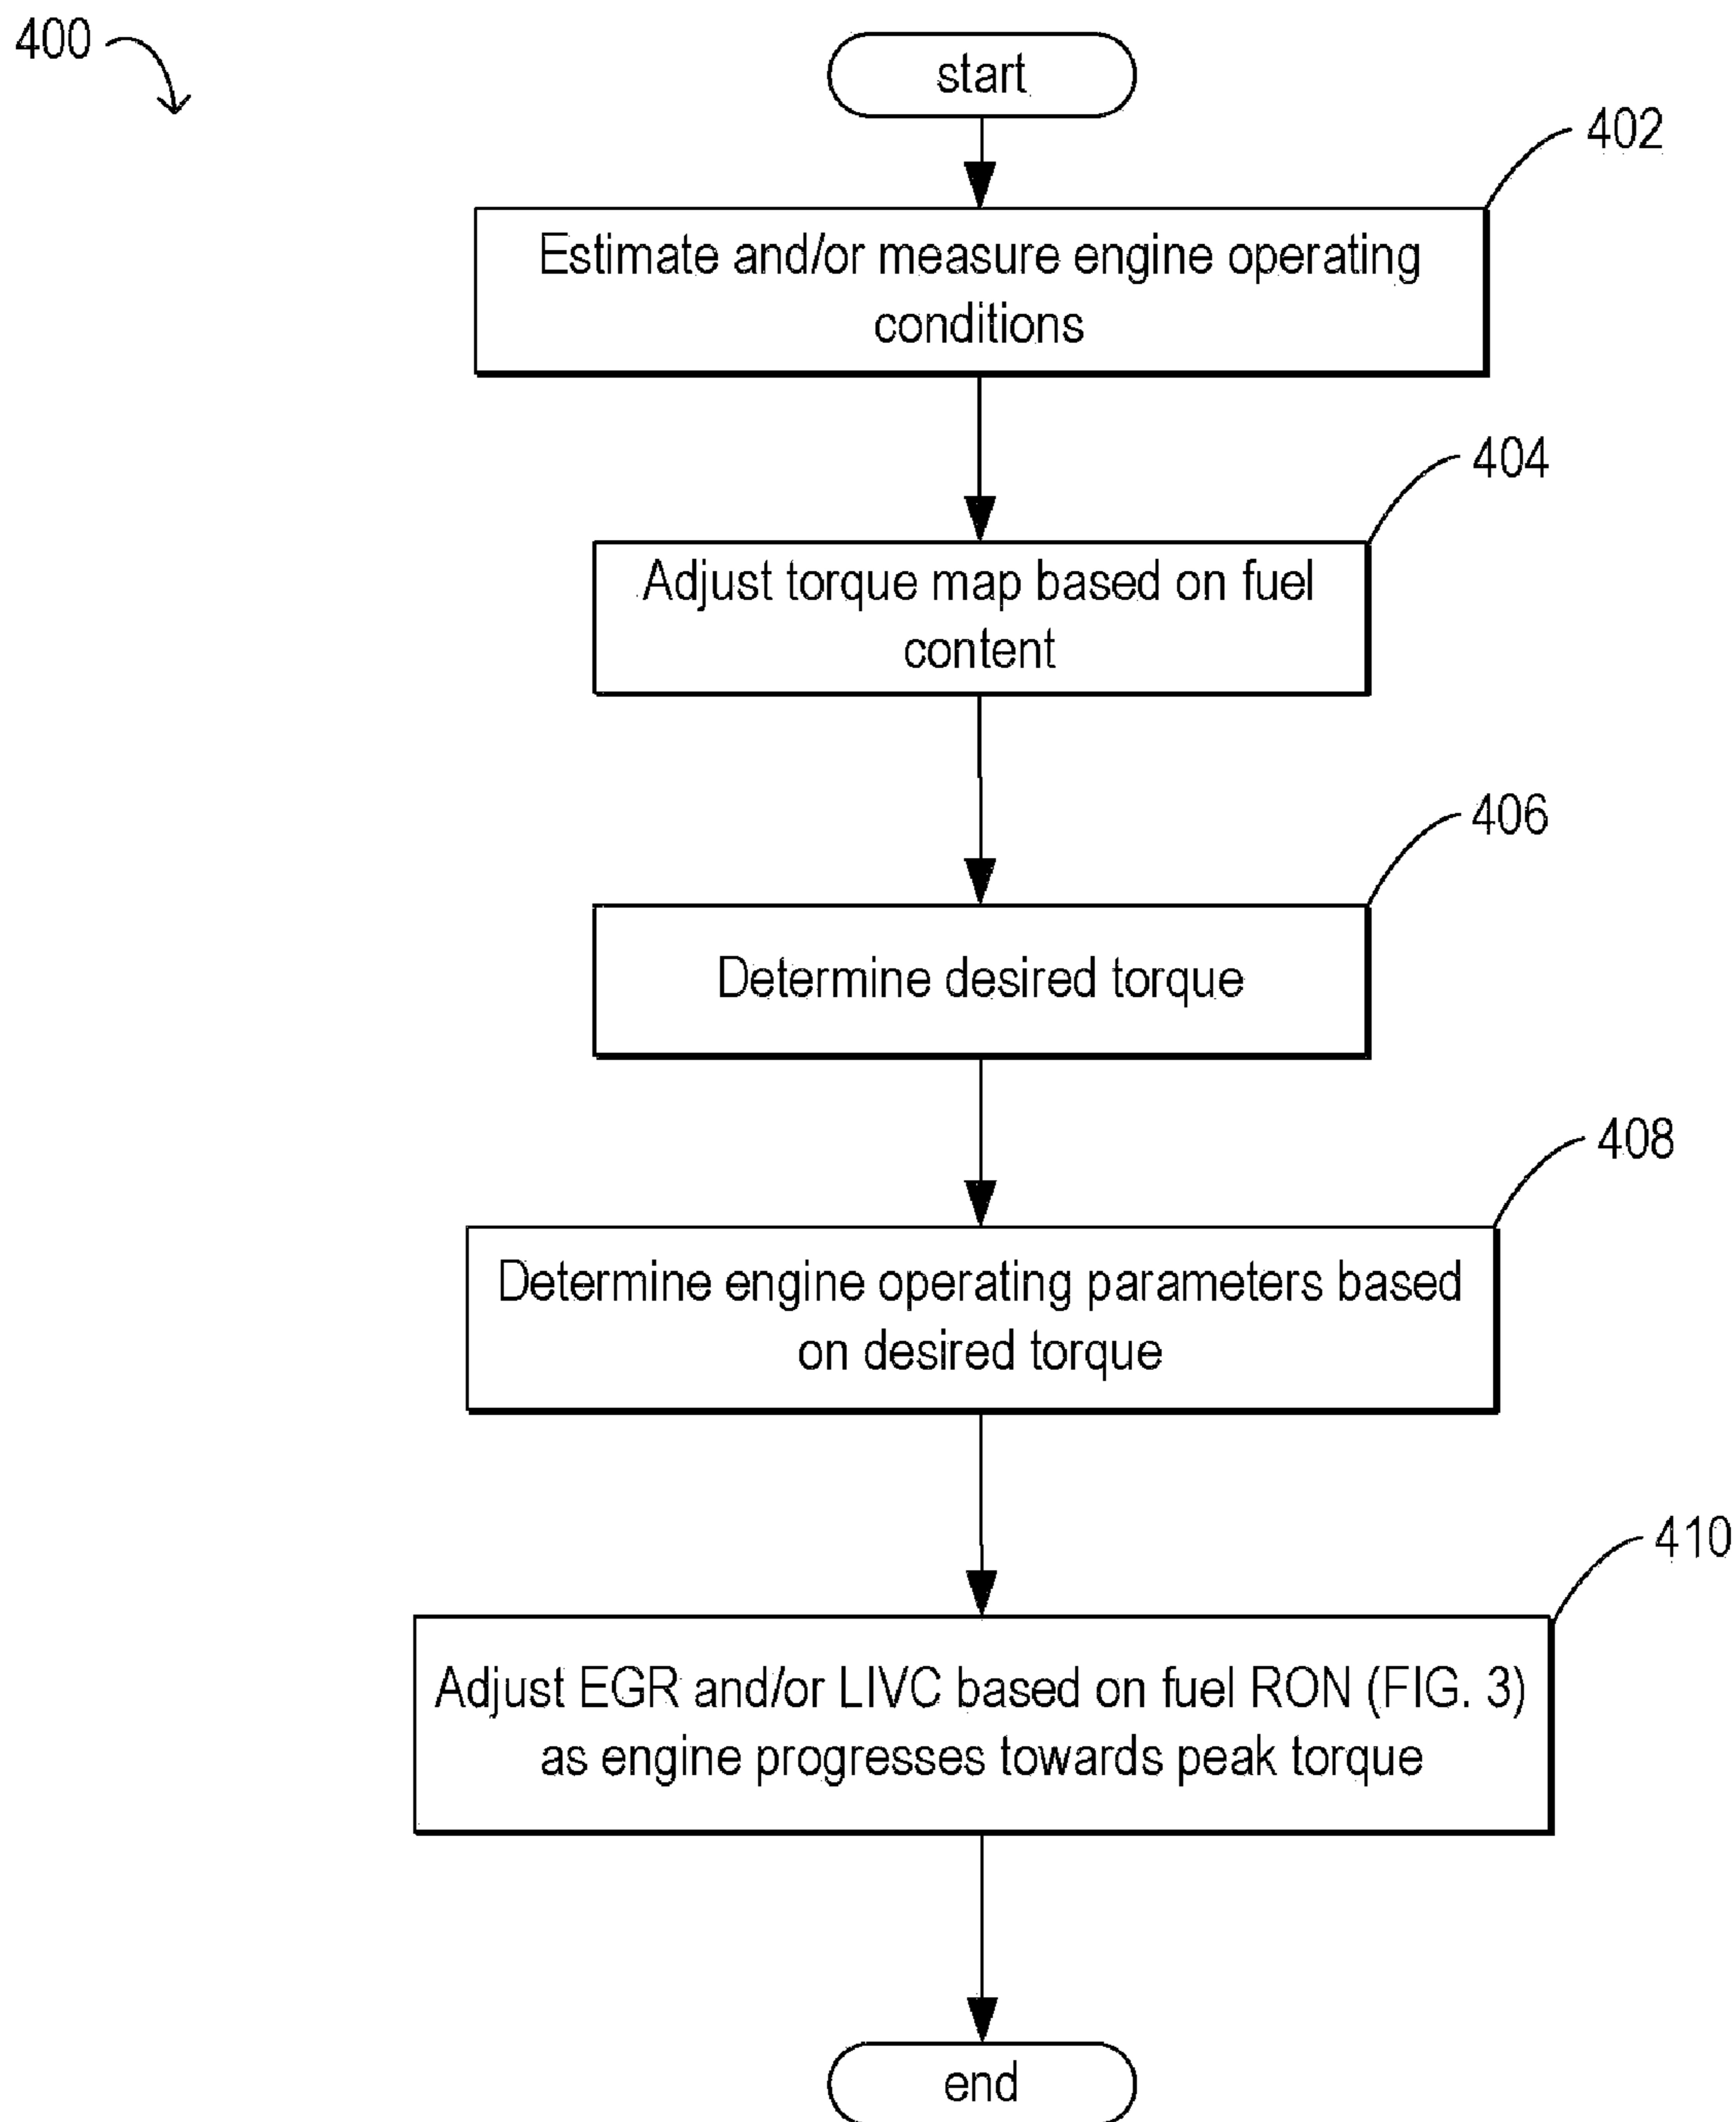 400
start
402
Estimate and/or measure engine operating
conditions
404
Adjust torque map based on fuel
content
406
Determine desired torque
408
Determine engine operating parameters based
on desired torque
410
Adjust EGR and/or LIVC based on fuel RON (FIG. 3)
as engine progresses towards peak torque
end